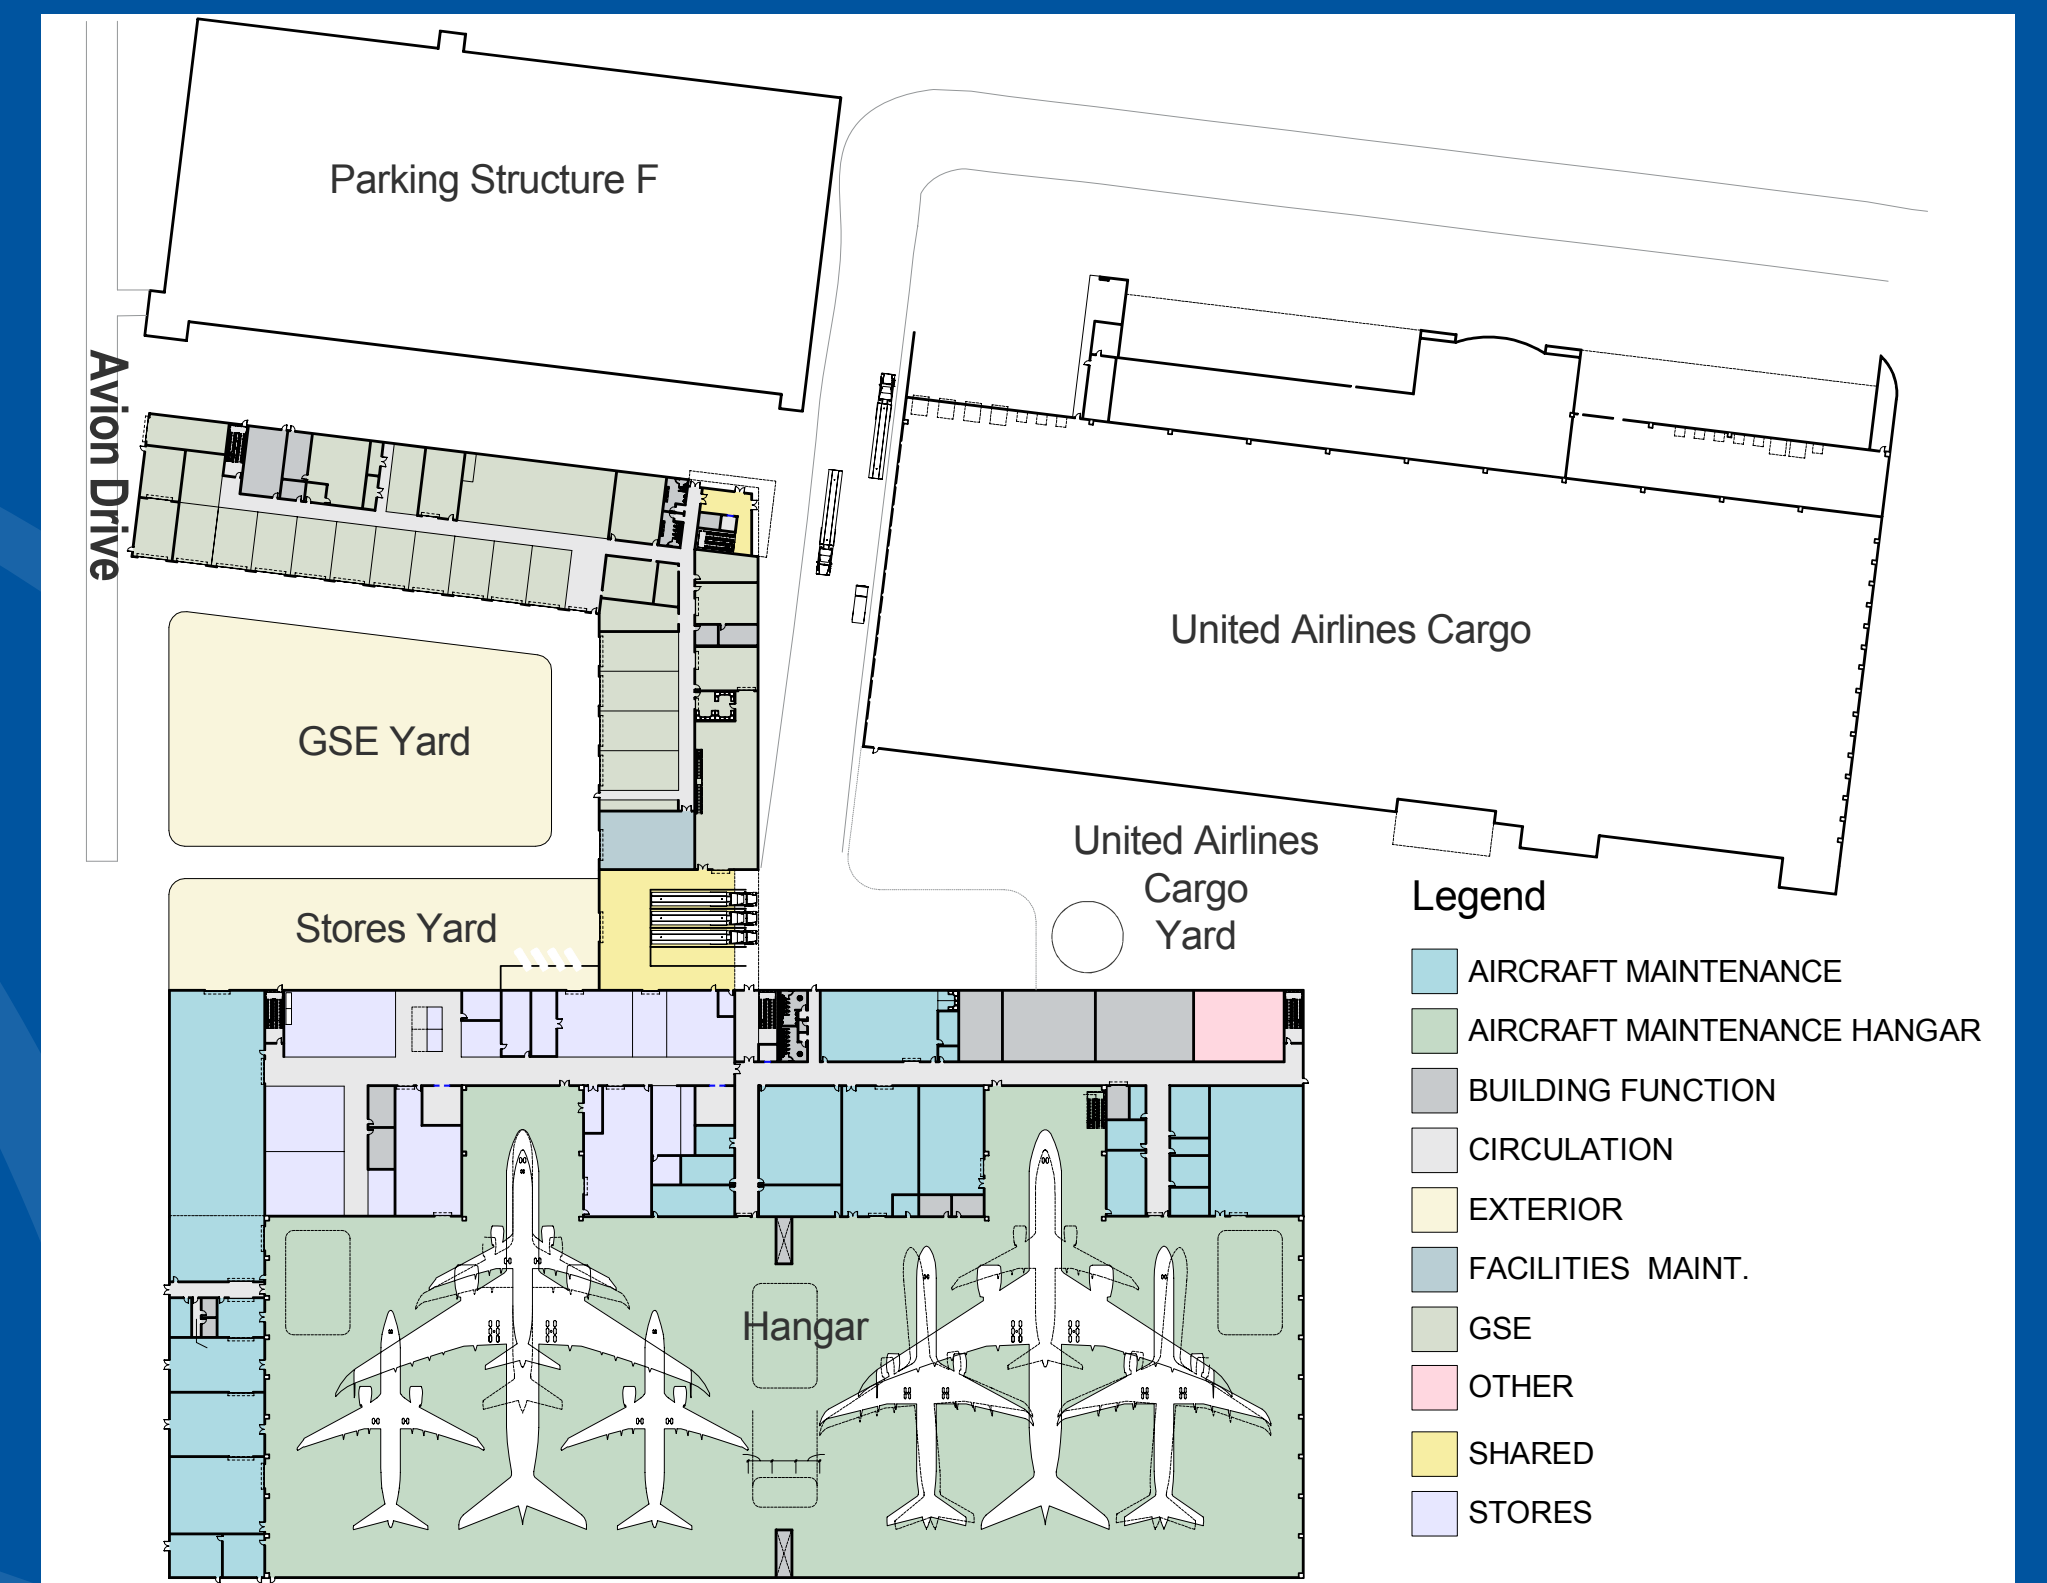 Parking Structure F
Avion Drive
United Airlines Cargo
GSE Yard
United Airlines
Cargo
Yard
Stores Yard
Hangar
Legend
AIRCRAFT MAINTENANCE
AIRCRAFT MAINTENANCE HANGAR
BUILDING FUNCTION
CIRCULATION
EXTERIOR
FACILITIES MAINT.
GSE
OTHER
SHARED
STORES